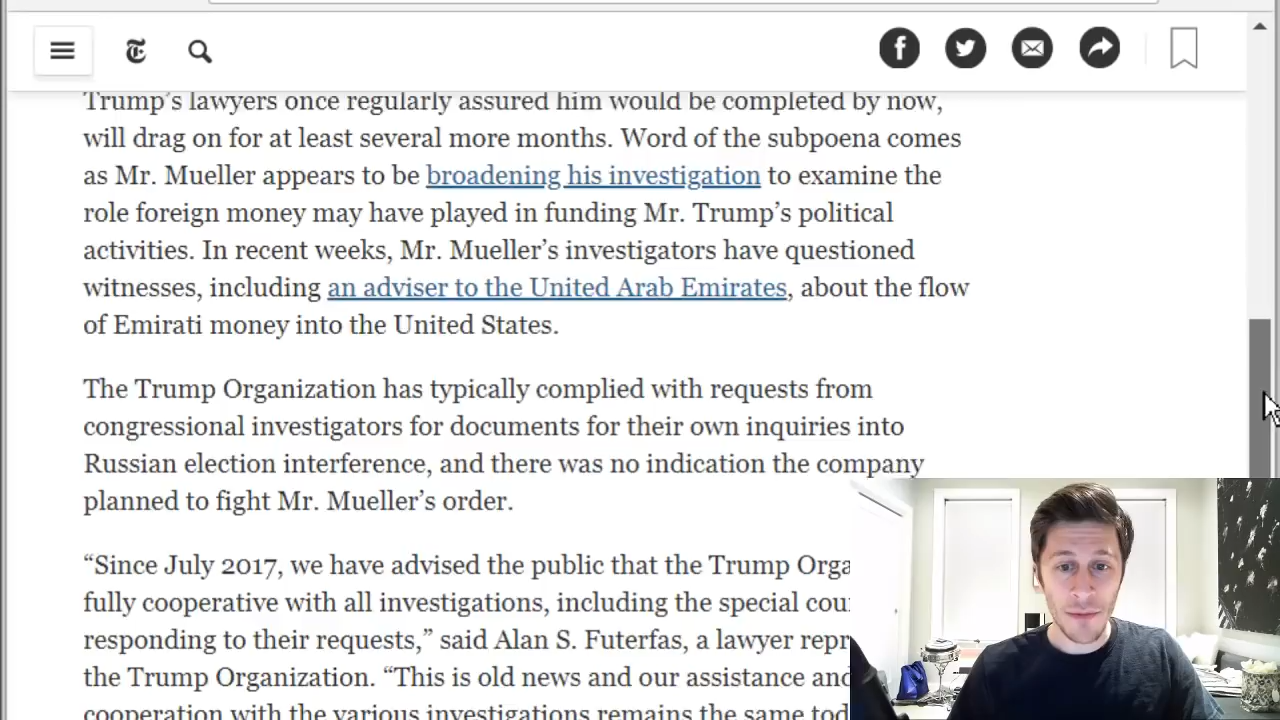 Trump’s lawyers once regularly assured him would be completed by now,
will drag on for at least several more months. Word of the subpoena comes
as Mr. Mueller appears to be broadening his investigation to examine the
role foreign money may have played in funding Mr. Trump’s political
activities. In recent weeks, Mr. Mueller’s investigators have questioned
witnesses, including an adviser to the United Arab Emirates, about the flow
of Emirati money into the United States.
The Trump Organization has typically complied with requests from
congressional investigators for documents for their own inquiries into
Russian election interference, and there was no indication the company
planned to fight Mr. Mueller’s order.
“Since July 2017, we have advised the public that the Trump Orga
fully cooperative with all investigations, including the special cou
responding to their requests,” said Alan S. Futerfas, a lawyer repr
the Trump Organization. “This is old news and our assistance and
cooperation with the various investigations remains the same tod